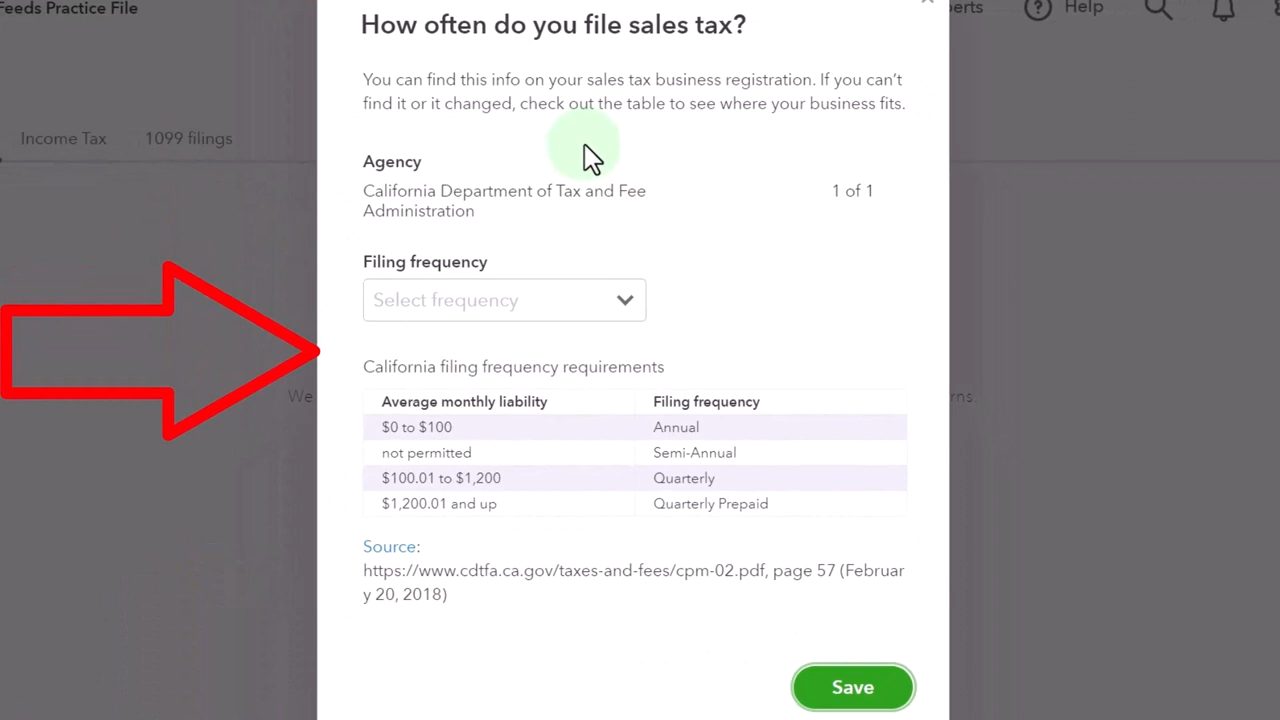 Feeds Practice File
Help
Income Tax
1099 filings
We
How often do you file sales tax?
You can find this info on your sales tax business registration. If you can't
find it or it changed, check out the table to see where your business fits.
Agency
California Department of Tax and Fee
Administration
1 of 1
Filing frequency
Select frequency
California filing frequency requirements
Average monthly liability Filing frequency
$0 to $100 Annual
not permitted Semi-Annual
$100.01 to $1,200 Quarterly
$1,200.01 and up Quarterly Prepaid
Source:
https://www.cdtfa.ca.gov/taxes-and-fees/cpm-02.pdf, page 57 (Februar
y 20, 2018)
Save